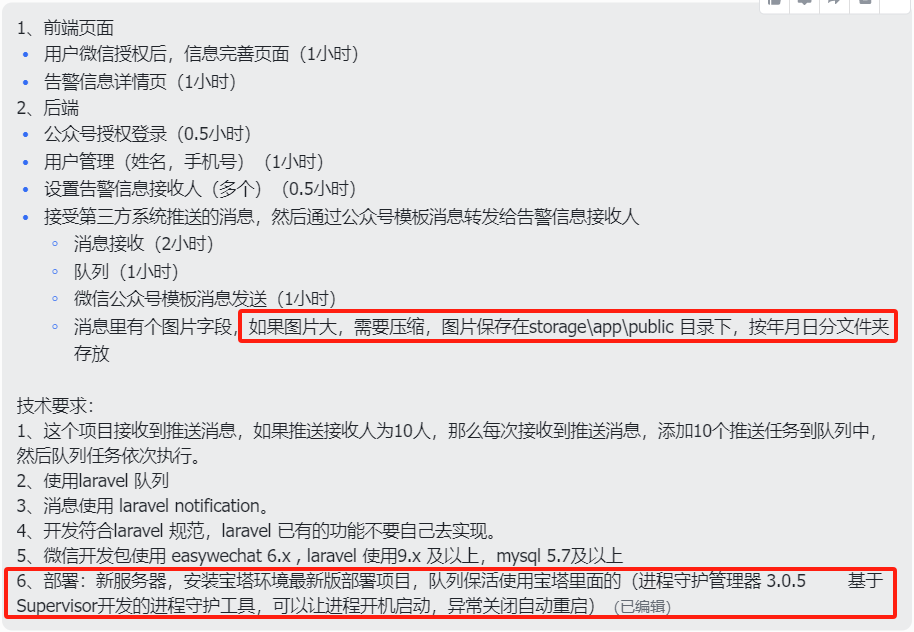 1、前端页面
• 用户微信授权后，信息完善页面（1小时）
• 告警信息详情页（1小时）
2、后端
• 公众号授权登录（0.5小时）
• 用户管理（姓名，手机号）（1小时）
• 设置告警信息接收人（多个）（0.5小时）
• 接受第三方系统推送的消息，然后通过公众号模板消息转发给告警信息接收人
◦ 消息接收（2小时）
◦ 队列（1小时）
◦ 微信公众号模板消息发送（1小时）
◦ 消息里有个图片字段，如果图片大，需要压缩，图片保存在storage\app\public 目录下，按年月日分文件夹
存放
技术要求：
1、这个项目接收到推送消息，如果推送接收人为10人，那么每次接收到推送消息，添加10个推送任务到队列中，
然后队列任务依次执行。
2、使用laravel 队列
3、消息使用 laravel notification。
4、开发符合laravel 规范，laravel 已有的功能不要自己去实现。
5、微信开发包使用 easywechat 6.x , laravel 使用9.x 及以上，mysql 5.7及以上
6、部署：新服务器，安装宝塔环境最新版部署项目，队列保活使用宝塔里面的（进程守护管理器 3.0.5 基于
Supervisor开发的进程守护工具，可以让进程开机启动，异常关闭自动重启）（已编辑）